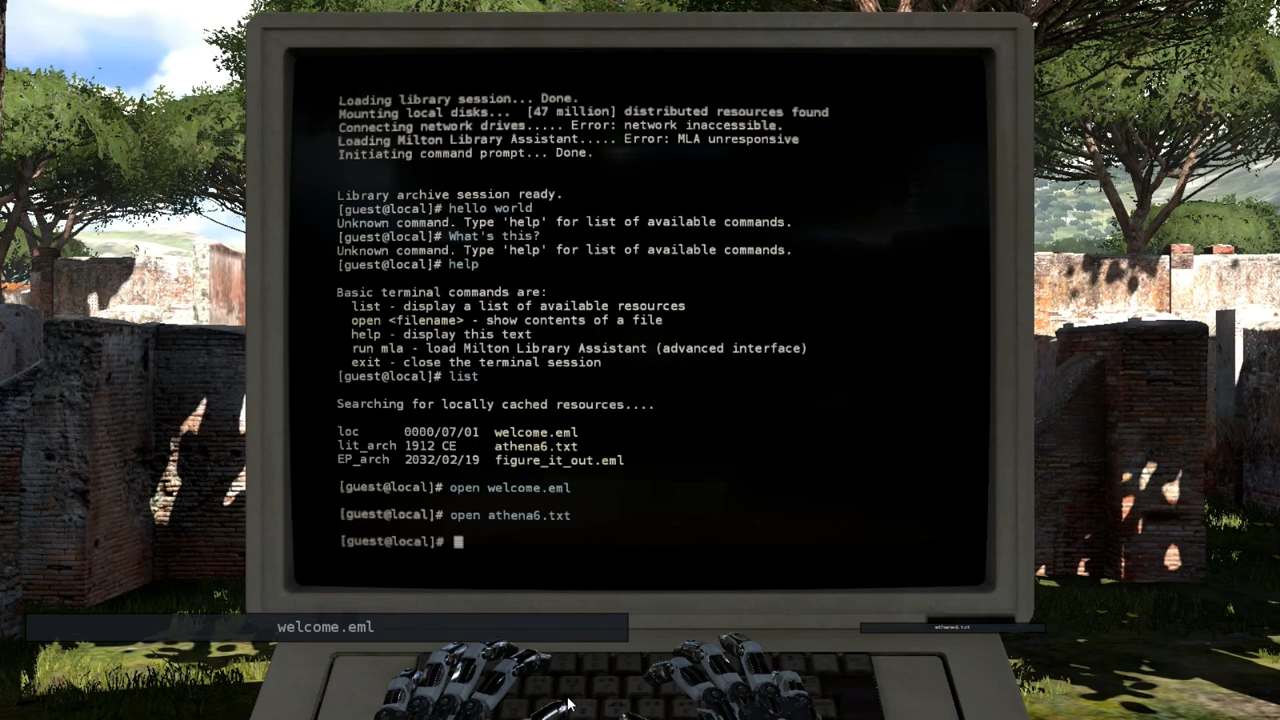 Loading library session... Done.
Mounting local disks...  [47 million] distributed resources found
Connecting network drives..... Error: network inaccessible.
Loading Milton Library Assistant..... Error: MLA unresponsive
Initiating command prompt... Done.
Library archive session ready.
[guest@local]# hello world
Unknown command. Type 'help' for list of available commands.
[guest@local]# What's this?
Unknown command. Type 'help' for list of available commands.
[guest@local]# help
Basic terminal commands are:
list - display a list of available resources
open <filename> - show contents of a file
help - display this text
run mla - load Milton Library Assistant (advanced interface)
exit - close the terminal session
[guest@local]# list
Searching for locally cached resources....
loc      0000/07/01  welcome.eml
lit_arch 1912 CE     athena6.txt
EP_arch  2032/02/19  figure_it_out.eml
[guest@local]# open welcome.eml
[guest@local]# open athena6.txt
[guest@local]#
welcome.eml
athena6.txt